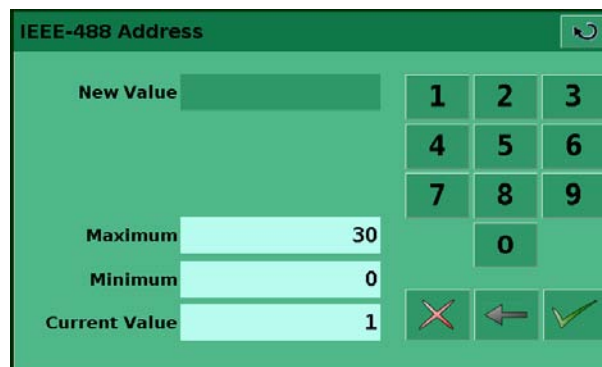 IEEE-488 Address
New Value
1 2 3
4 5 6
7 8 9
0
Maximum 30
Minimum 0
Current Value 1